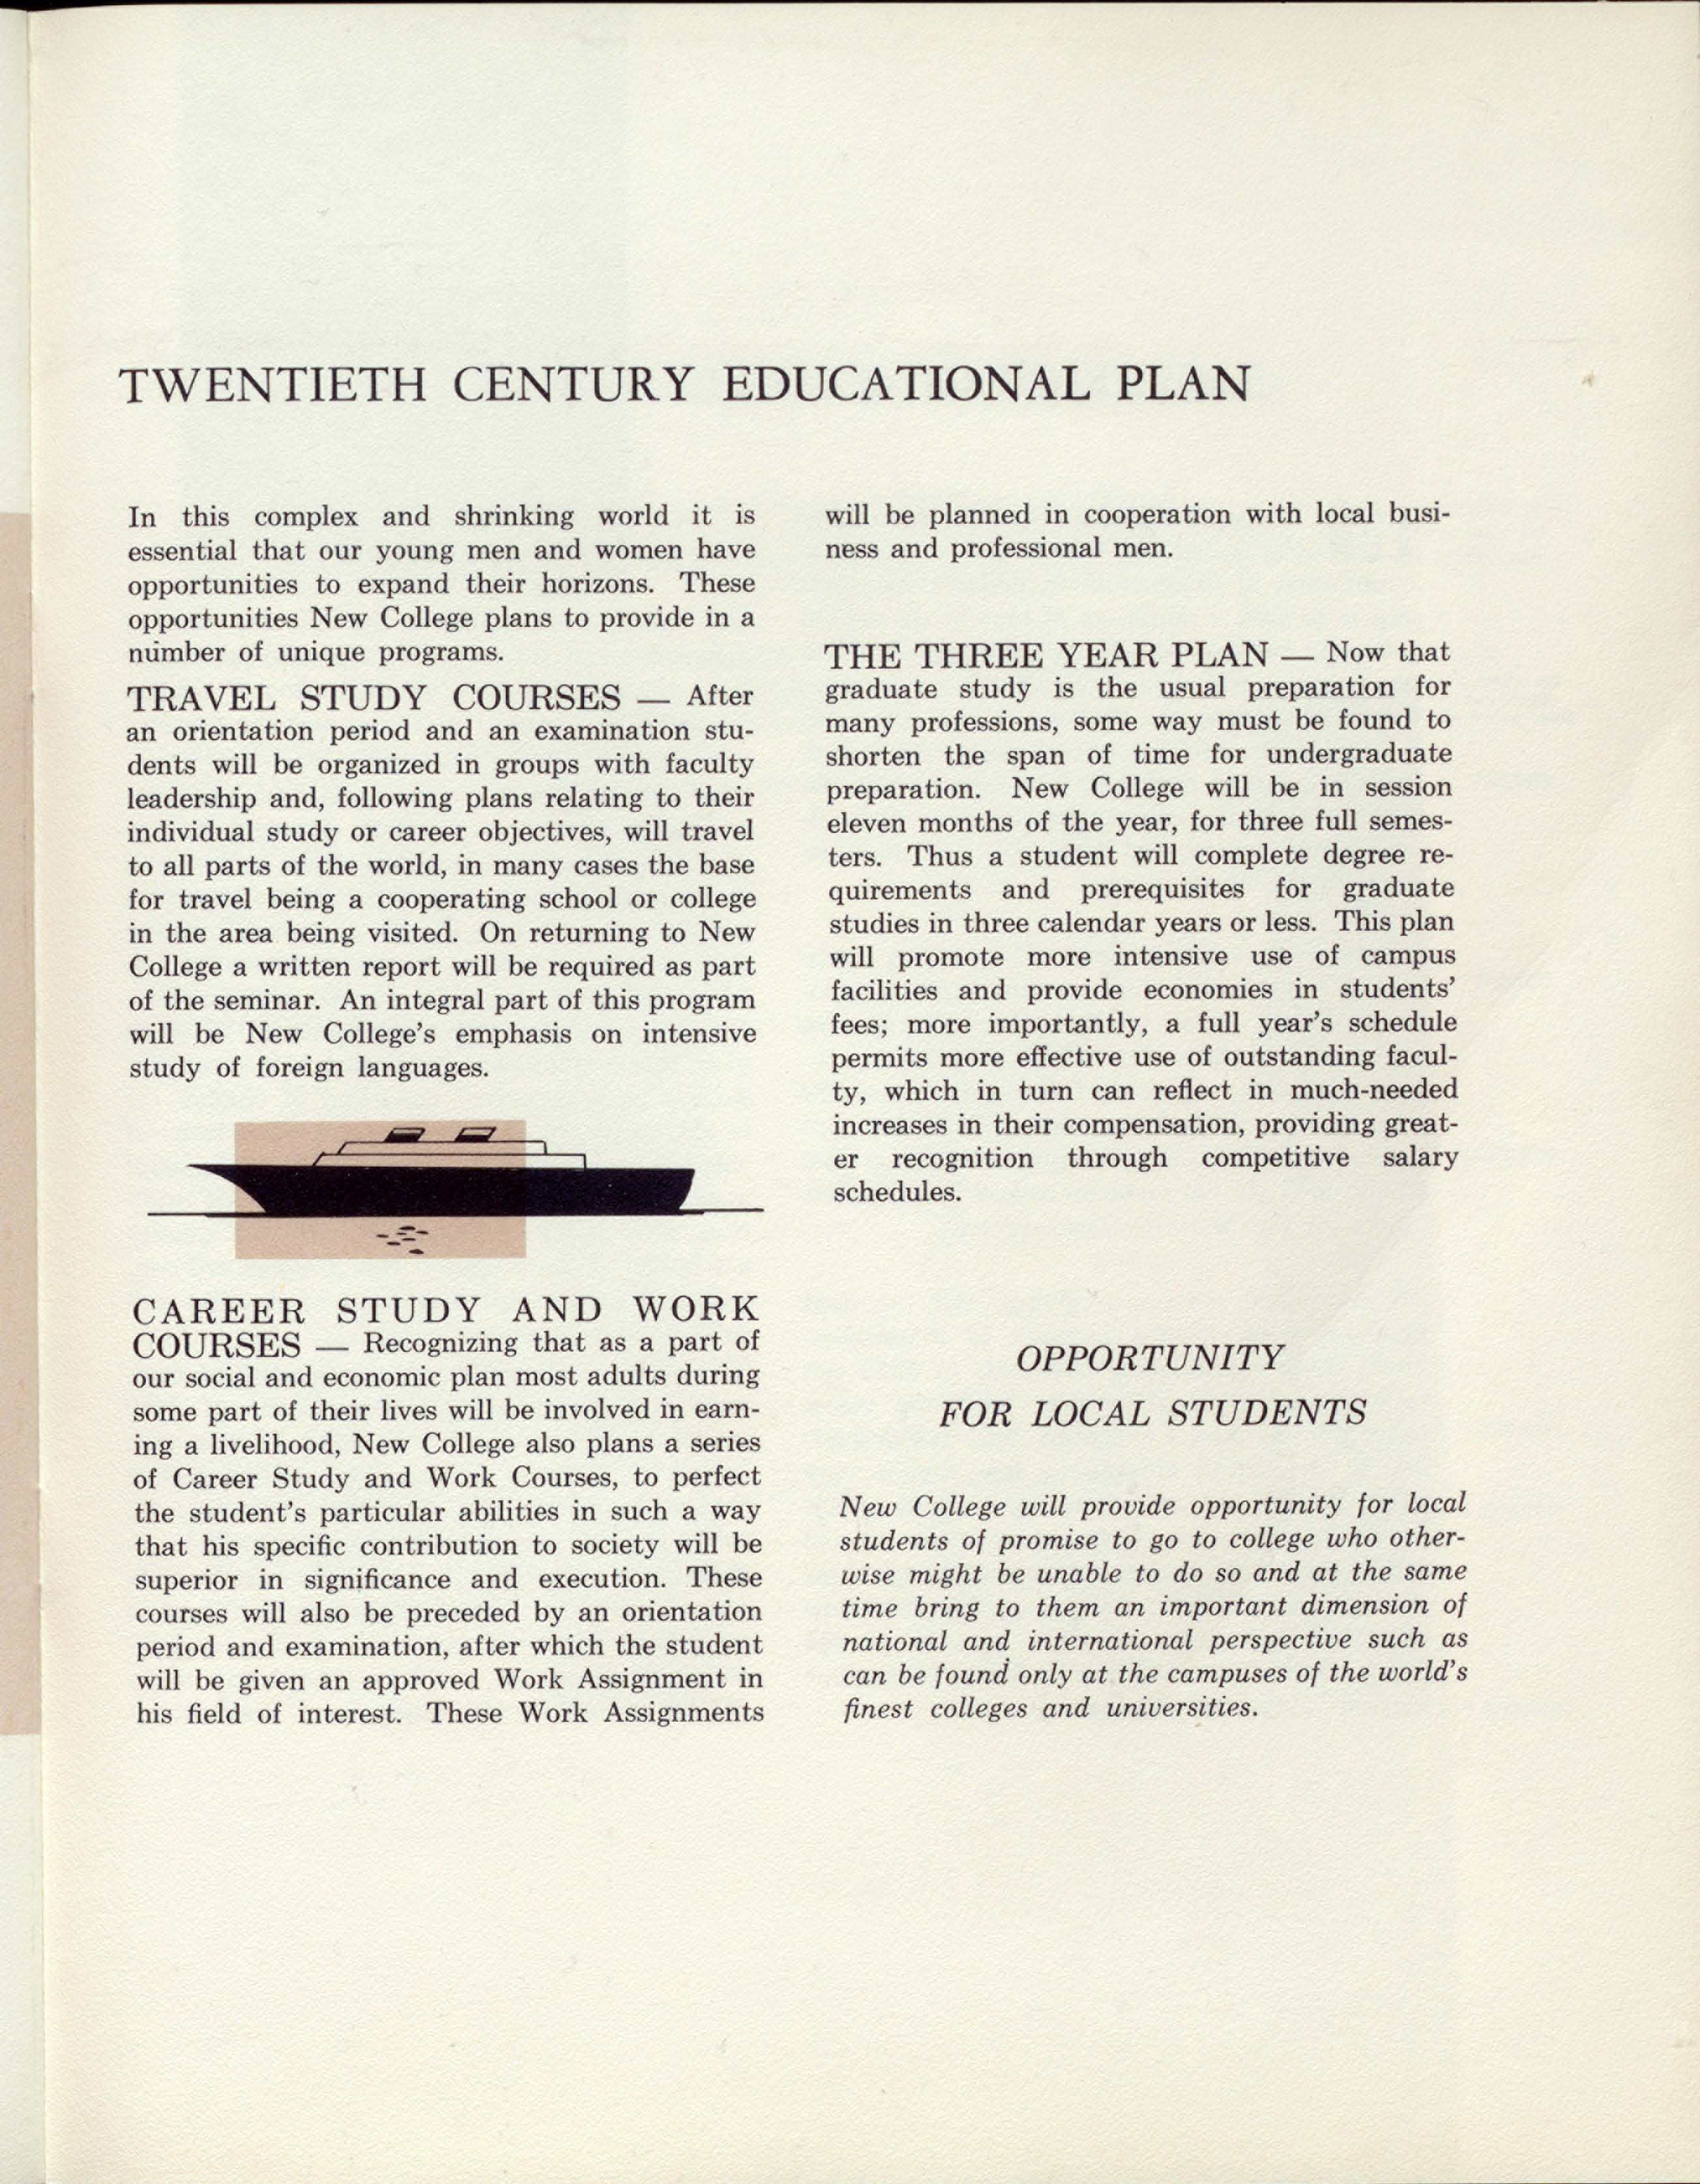 TWENTIETH CENTURY EDUCATIONAL PLAN
In this complex and shrinking world it is
essential that our young men and women have
opportunities to expand their horizons. These
opportunities New College plans to provide in a
number of unique programs.
TRAVEL STUDY COURSES — After
an orientation period and an examination stu-
dents will be organized in groups with faculty
leadership and, following plans relating to their
individual study or career objectives, will travel
to all parts of the world, in many cases the base
for travel being a cooperating school or college
in the area being visited. On returning to New
College a written report will be required as part
of the seminar. An integral part of this program
will be New College's emphasis on intensive
study of foreign languages.
CAREER STUDY AND WORK
COURSES — Recognizing that as a part of
our social and economic plan most adults during
some part of their lives will be involved in earn-
ing a livelihood, New College also plans a series
of Career Study and Work Courses, to perfect
the student's particular abilities in such a way
that his specific contribution to society will be
superior in significance and execution. These
courses will also be preceded by an orientation
period and examination, after which the student
will be given an approved Work Assignment in
his field of interest. These Work Assignments
will be planned in cooperation with local busi-
ness and professional men.
THE THREE YEAR PLAN — Now that
graduate study is the usual preparation for
many professions, some way must be found to
shorten the span of time for undergraduate
preparation. New College will be in session
eleven months of the year, for three full semes-
ters. Thus a student will complete degree re-
quirements and prerequisites for graduate
studies in three calendar years or less. This plan
will promote more intensive use of campus
facilities and provide economies in students'
fees; more importantly, a full year's schedule
permits more effective use of outstanding facul-
ty, which in turn can reflect in much-needed
increases in their compensation, providing great-
er recognition through competitive salary
schedules.
OPPORTUNITY
FOR LOCAL STUDENTS
New College will provide opportunity for local
students of promise to go to college who other-
wise might be unable to do so and at the same
time bring to them an important dimension of
national and international perspective such as
can be found only at the campuses of the world's
finest colleges and universities.